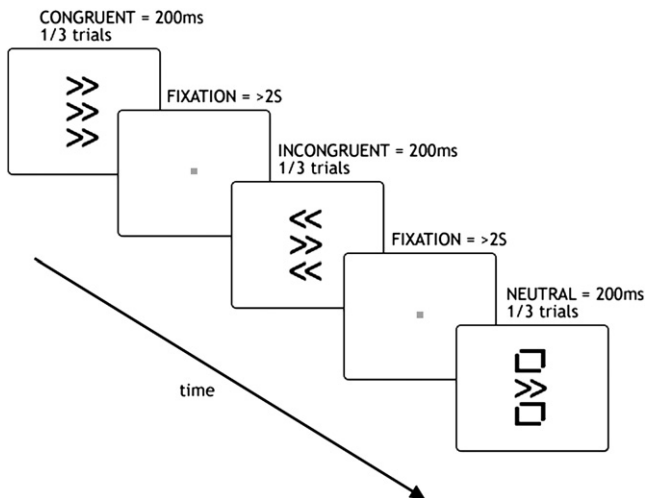 CONGRUENT = 200ms
1/3 trials
>>
>>
>>
FIXATION = >2S
INCONGRUENT = 200ms
1/3 trials
<<
>>
<<
FIXATION = >2S
NEUTRAL = 200ms
1/3 trials
>>
time